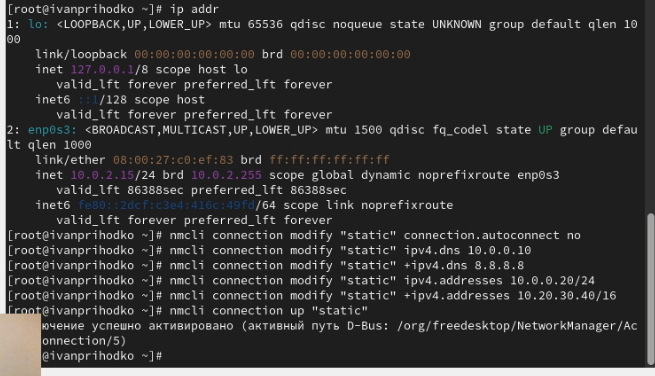 [root@ivanprihodko ~]# ip addr
1: lo: <LOOPBACK,UP,LOWER_UP> mtu 65536 qdisc noqueue state UNKNOWN group default qlen 10
00
link/loopback 00:00:00:00:00:00 brd 00:00:00:00:00:00
inet 127.0.0.1/8 scope host lo
valid_lft forever preferred_lft forever
inet6 ::1/128 scope host
valid_lft forever preferred_lft forever
2: enp0s3: <BROADCAST,MULTICAST,UP,LOWER_UP> mtu 1500 qdisc fq_codel state UP group defau
lt qlen 1000
link/ether 08:00:27:c0:ef:83 brd ff:ff:ff:ff:ff:ff
inet 10.0.2.15/24 brd 10.0.2.255 scope global dynamic noprefixroute enp0s3
valid_lft 86388sec preferred_lft 86388sec
inet6 fe80::2dcf:c3e4:416c:49fd/64 scope link noprefixroute
valid_lft forever preferred_lft forever
[root@ivanprihodko ~]# nmcli connection modify "static" connection.autoconnect no
[root@ivanprihodko ~]# nmcli connection modify "static" ipv4.dns 10.0.0.10
[root@ivanprihodko ~]# nmcli connection modify "static" +ipv4.dns 8.8.8.8
[root@ivanprihodko ~]# nmcli connection modify "static" ipv4.addresses 10.0.0.20/24
[root@ivanprihodko ~]# nmcli connection modify "static" +ipv4.addresses 10.20.30.40/16
[root@ivanprihodko ~]# nmcli connection up "static"
ючение успешно активировано (активный путь D-Bus: /org/freedesktop/NetworkManager/Ac
onnection/5)
@ivanprihodko ~]#